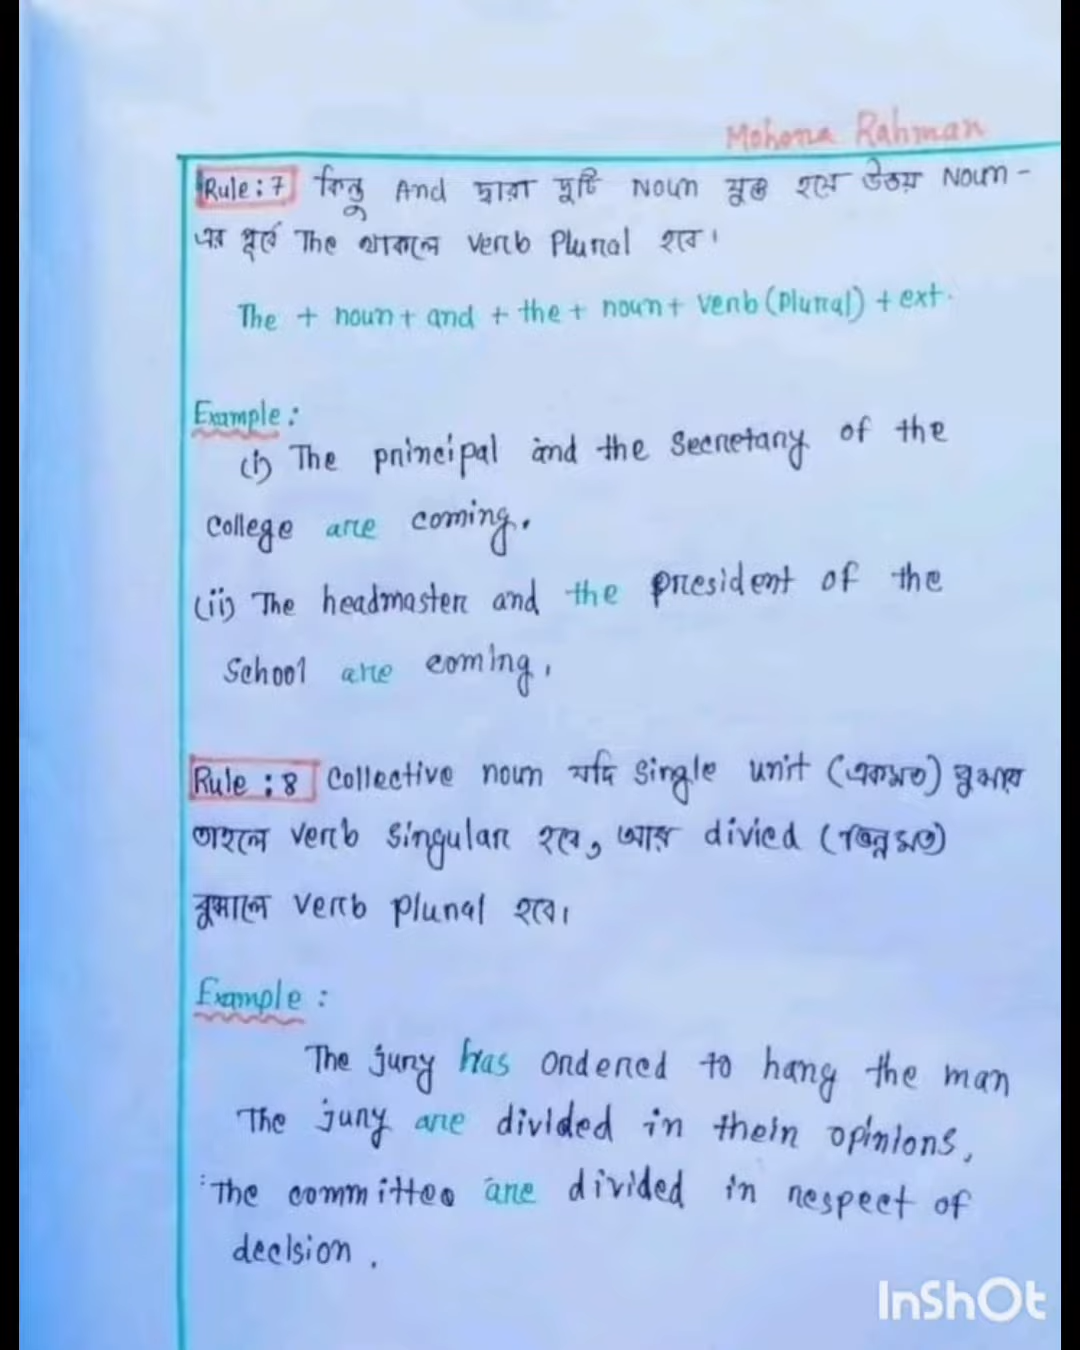 Mohona Rahman
Rule : 7 কিন্তু And দ্বারা দুটি Noun যুক্ত হয়ে উভয় Noun -
এর পূর্বে The থাকলে verb Plural হবে।
The + noun + and + the + noun + verb (Plural) + ext.
Example :
(i) The principal and the secretary of the
college are coming.
(ii) The headmaster and the president of the
School are coming.
Rule : 8 Collective noun যদি single unit (একমত) বুঝায়
তাহলে verb singular হবে, আর divied (ভিন্নমত)
বুঝালে verb plural হবে।
Example :
The jury has ordered to hang the man
The jury are divided in their opinions,
The committee are divided in respect of
decision.
InShOt